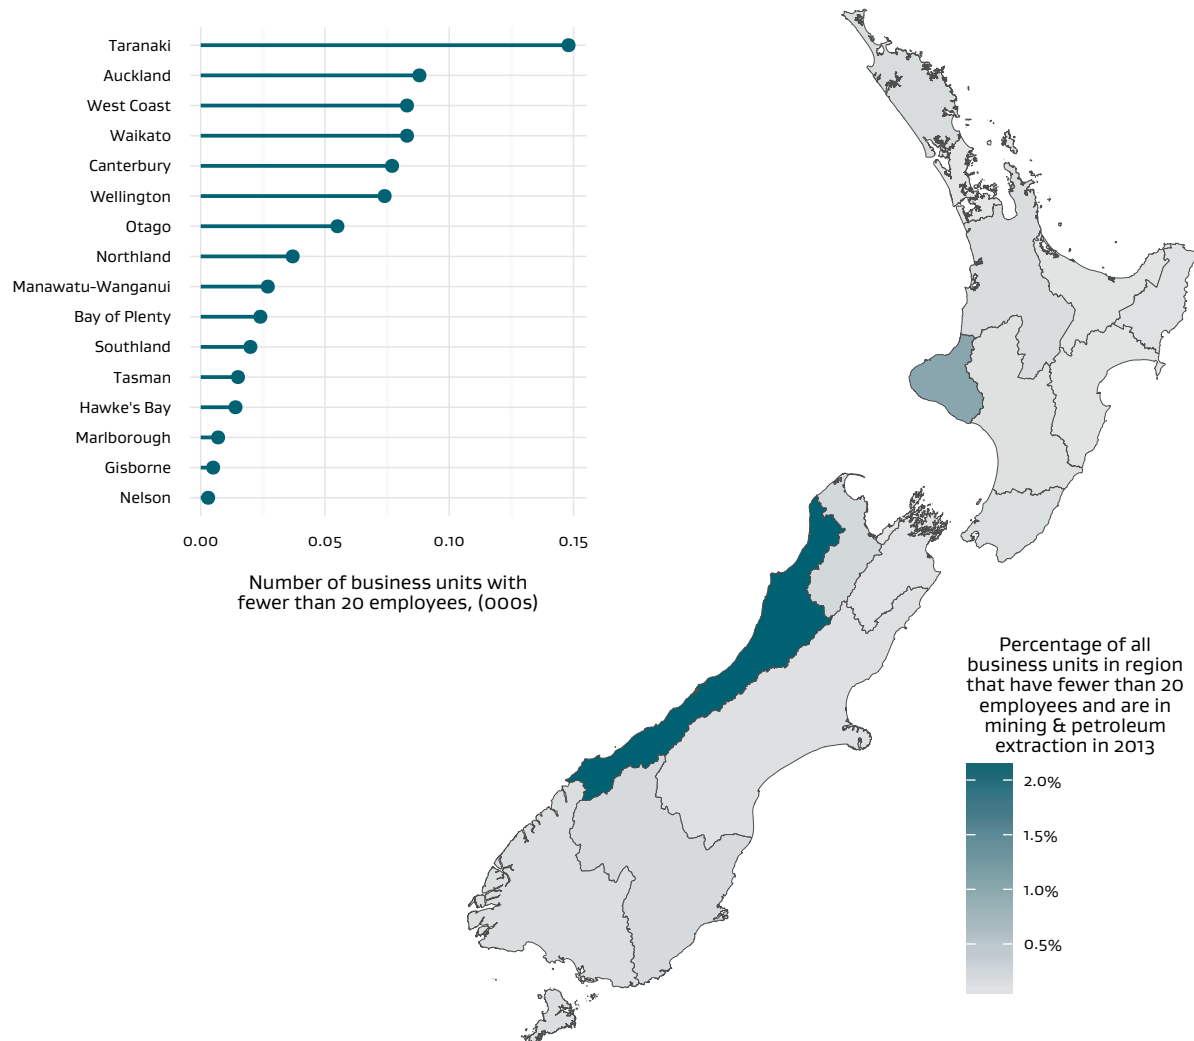 Taranaki
Auckland
West Coast
Waikato
Canterbury
Wellington
Otago
Northland
Manawatu-Wanganui
Bay of Plenty
Southland
Tasman
Hawke's Bay
Marlborough
Gisborne
Nelson
0.00 0.05 0.10 0.15
Number of business units with
fewer than 20 employees, (000s)
Percentage of all
business units in region
that have fewer than 20
employees and are in
mining & petroleum
extraction in 2013
2.0%
1.5%
1.0%
0.5%